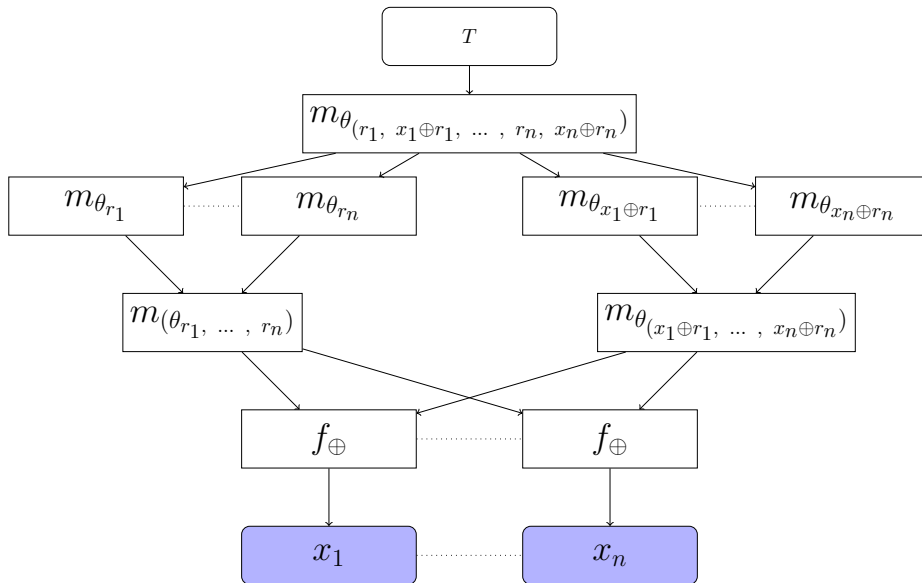 T
m_{θ_{(r_1, x_1⊕r_1, ... , r_n, x_n⊕r_n)}}
m_{θ_{r_1}} m_{θ_{r_n}} m_{θ_{x_1⊕r_1}} m_{θ_{x_n⊕r_n}}
m_{(θ_{r_1, ... , r_n})} m_{θ_{(x_1⊕r_1, ... , x_n⊕r_n)}}
f_⊕ f_⊕
x_1 x_n